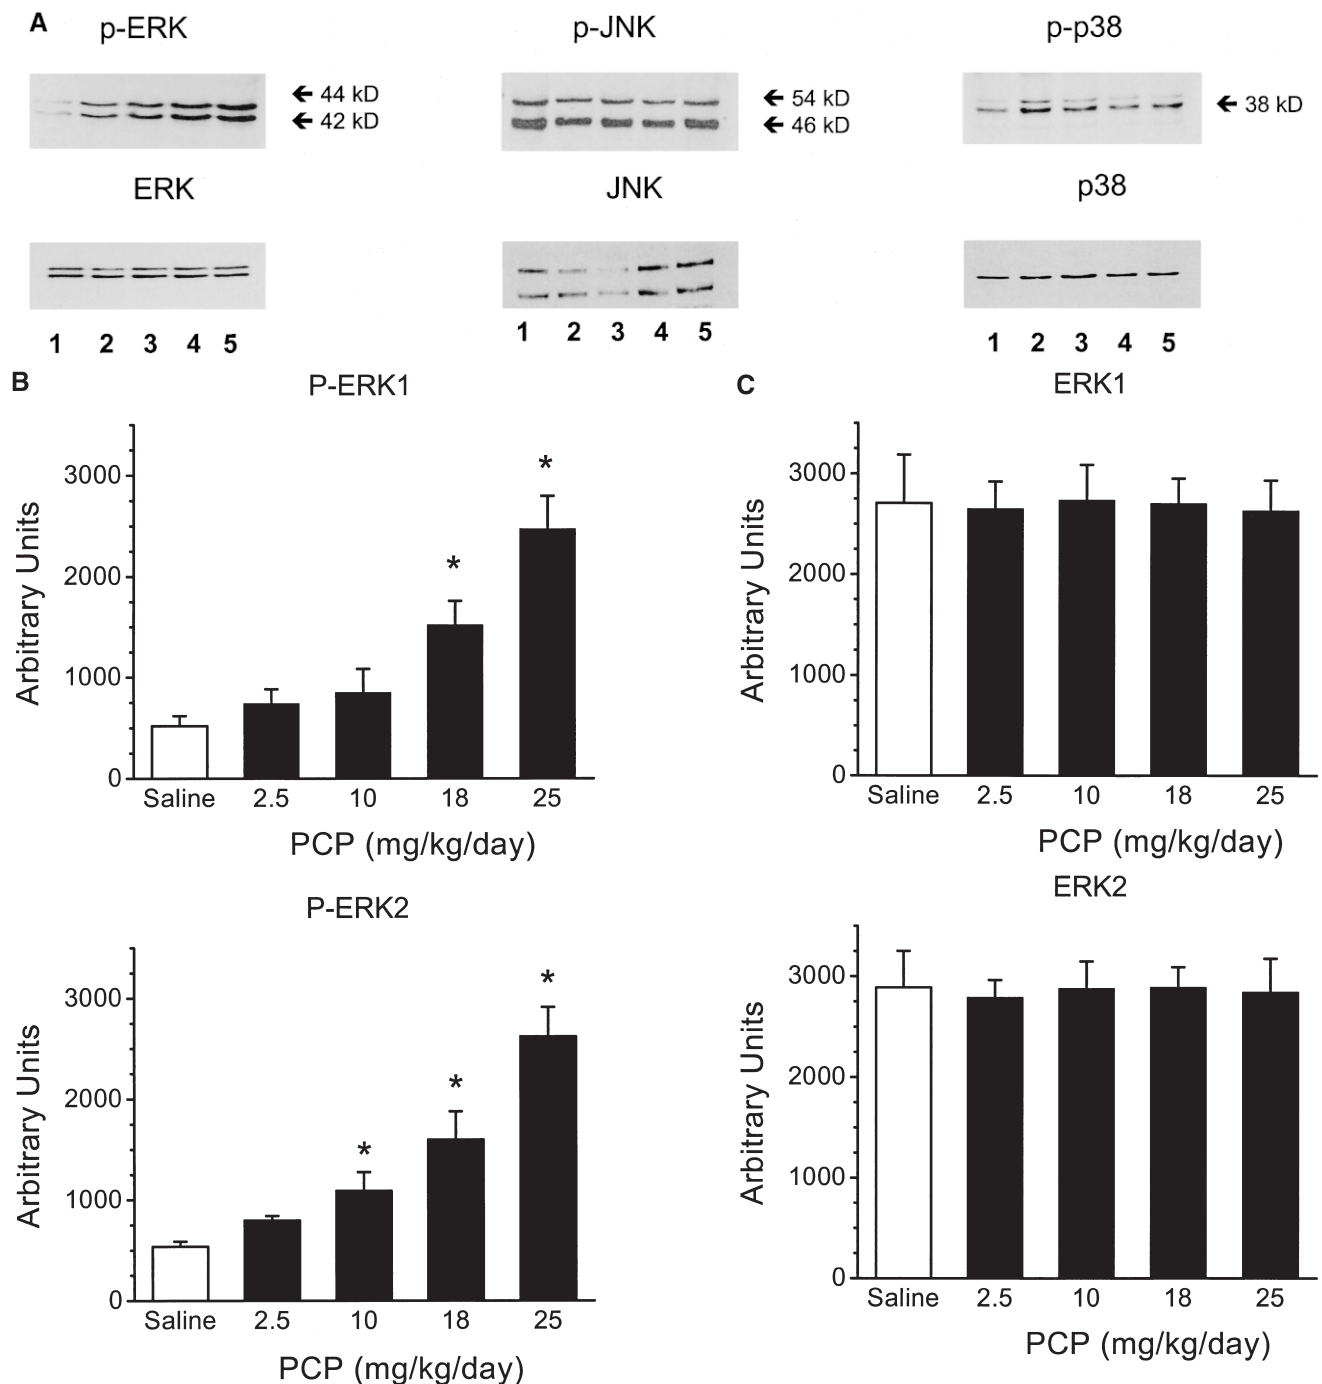 A
p-ERK
p-JNK
p-p38
← 44 kD
← 42 kD
← 54 kD
← 46 kD
← 38 kD
ERK
JNK
p38
1 2 3 4 5
1 2 3 4 5
1 2 3 4 5
B
P-ERK1
Arbitrary Units
3000
2000
1000
0
*
*
Saline 2.5 10 18 25
PCP (mg/kg/day)
P-ERK2
Arbitrary Units
3000
2000
1000
0
*
*
*
Saline 2.5 10 18 25
PCP (mg/kg/day)
C
ERK1
Arbitrary Units
3000
2000
1000
0
Saline 2.5 10 18 25
PCP (mg/kg/day)
ERK2
Arbitrary Units
3000
2000
1000
0
Saline 2.5 10 18 25
PCP (mg/kg/day)